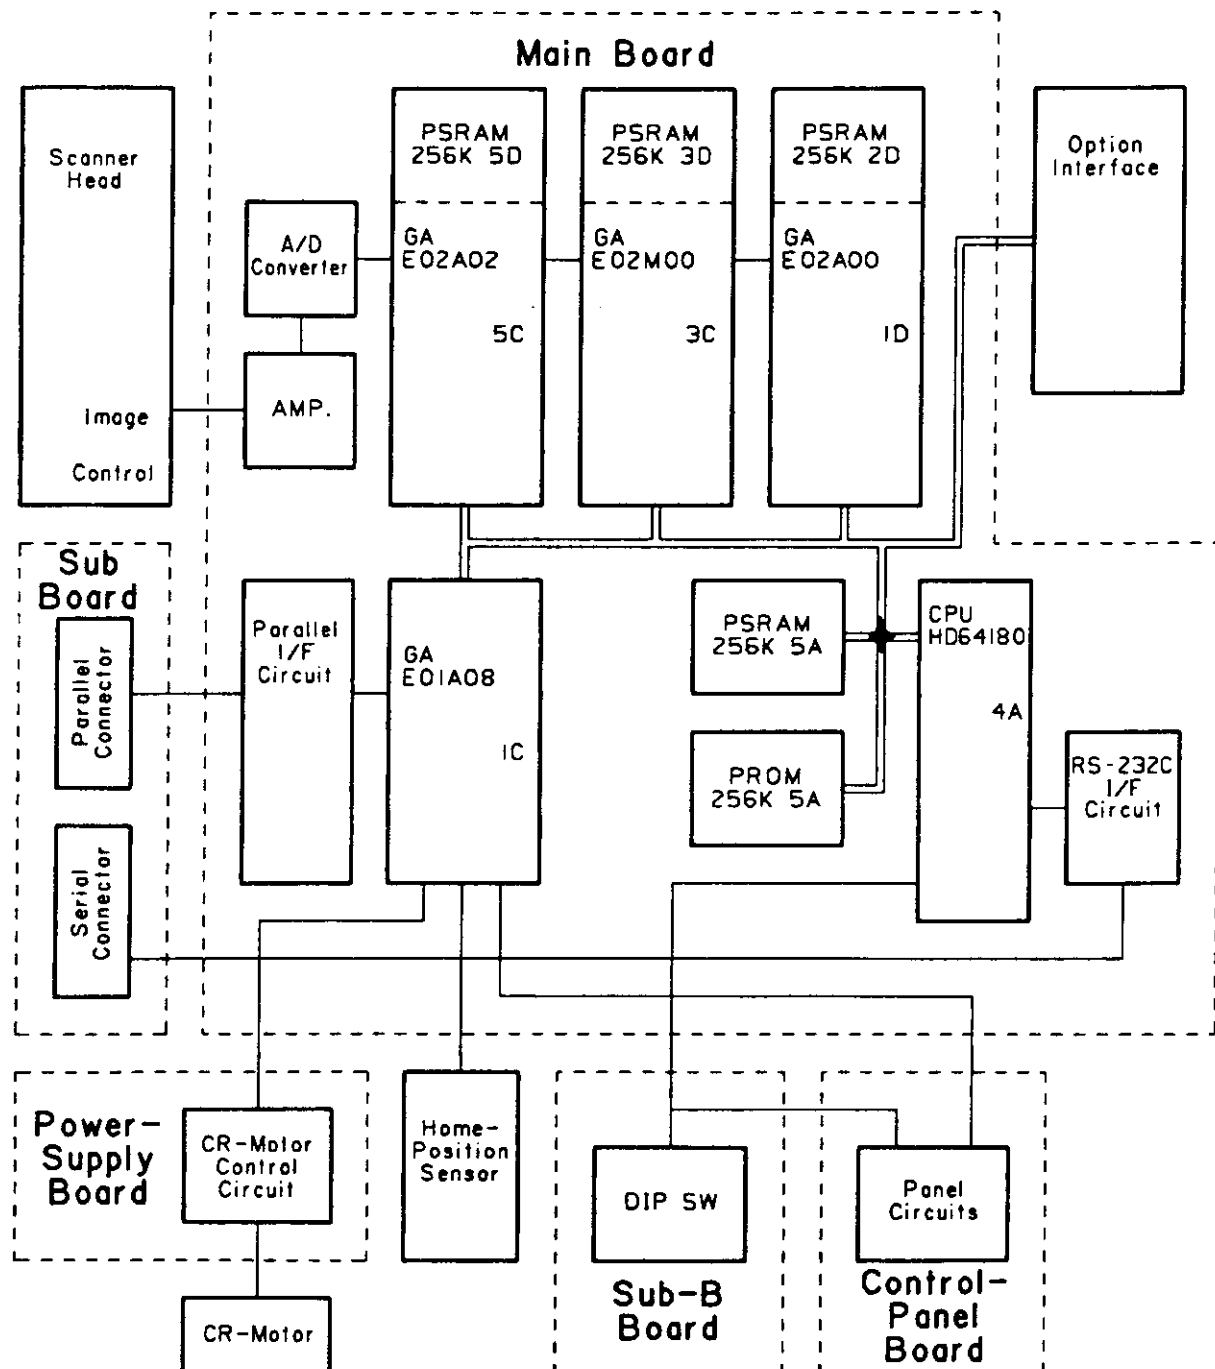 Main Board
Scanner
Head
Image
Control
PSRAM
256K 5D
GA
E02A02
5C
PSRAM
256K 3D
GA
E02M00
3C
PSRAM
256K 2D
GA
E02A00
1D
Option
Interface
A/D
Converter
AMP.
Sub
Board
Parallel
Connector
Serial
Connector
Parallel
I/F
Circuit
GA
E01A08
1C
PSRAM
256K 5A
PROM
256K 5A
CPU
HD64180
4A
RS-232C
I/F
Circuit
Power-
Supply
Board
CR-Motor
Control
Circuit
CR-Motor
Home-
Position
Sensor
DIP SW
Sub-B
Board
Panel
Circuits
Control-
Panel
Board